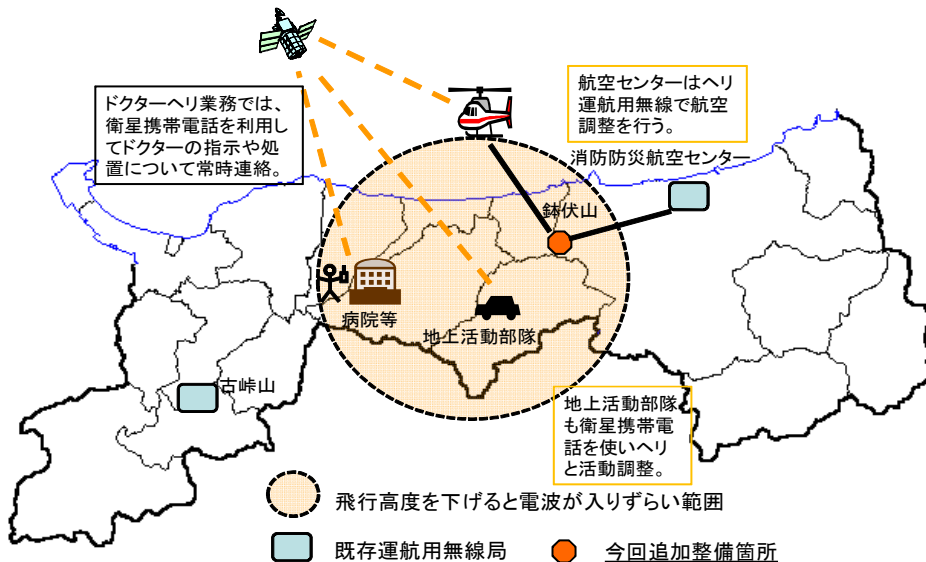 ドクターヘリ業務では、
衛星携帯電話を利用し
てドクターの指示や処
置について常時連絡。
航空センターはヘリ
運航用無線で航空
調整を行う。
消防防災航空センター
鉢伏山
病院等
地上活動部隊
古峠山
地上活動部隊
も衛星携帯電
話を使いヘリ
と活動調整。
飛行高度を下げると電波が入りずらい範囲
既存運航用無線局
今回追加整備箇所